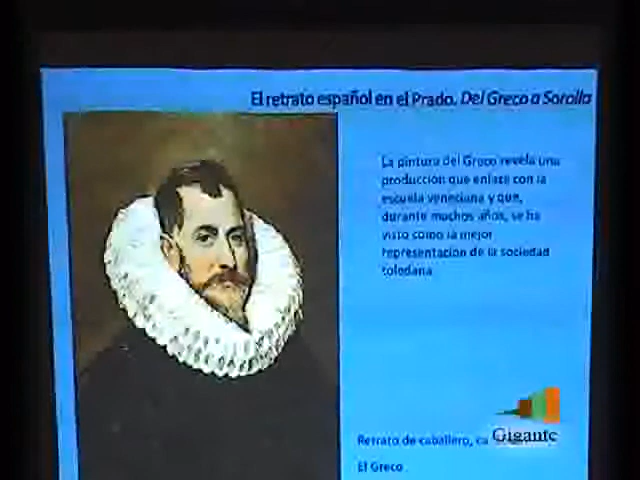 El retrato español en el Prado. Del Greco a Sorolla
La pintura del Greco revela una
producción que enlace con la
escuela veneciana y que,
durante muchos años, se ha
visto como la mejor
representación de la sociedad
toledana
Retrato de caballero, ca
Gigante
El Greco